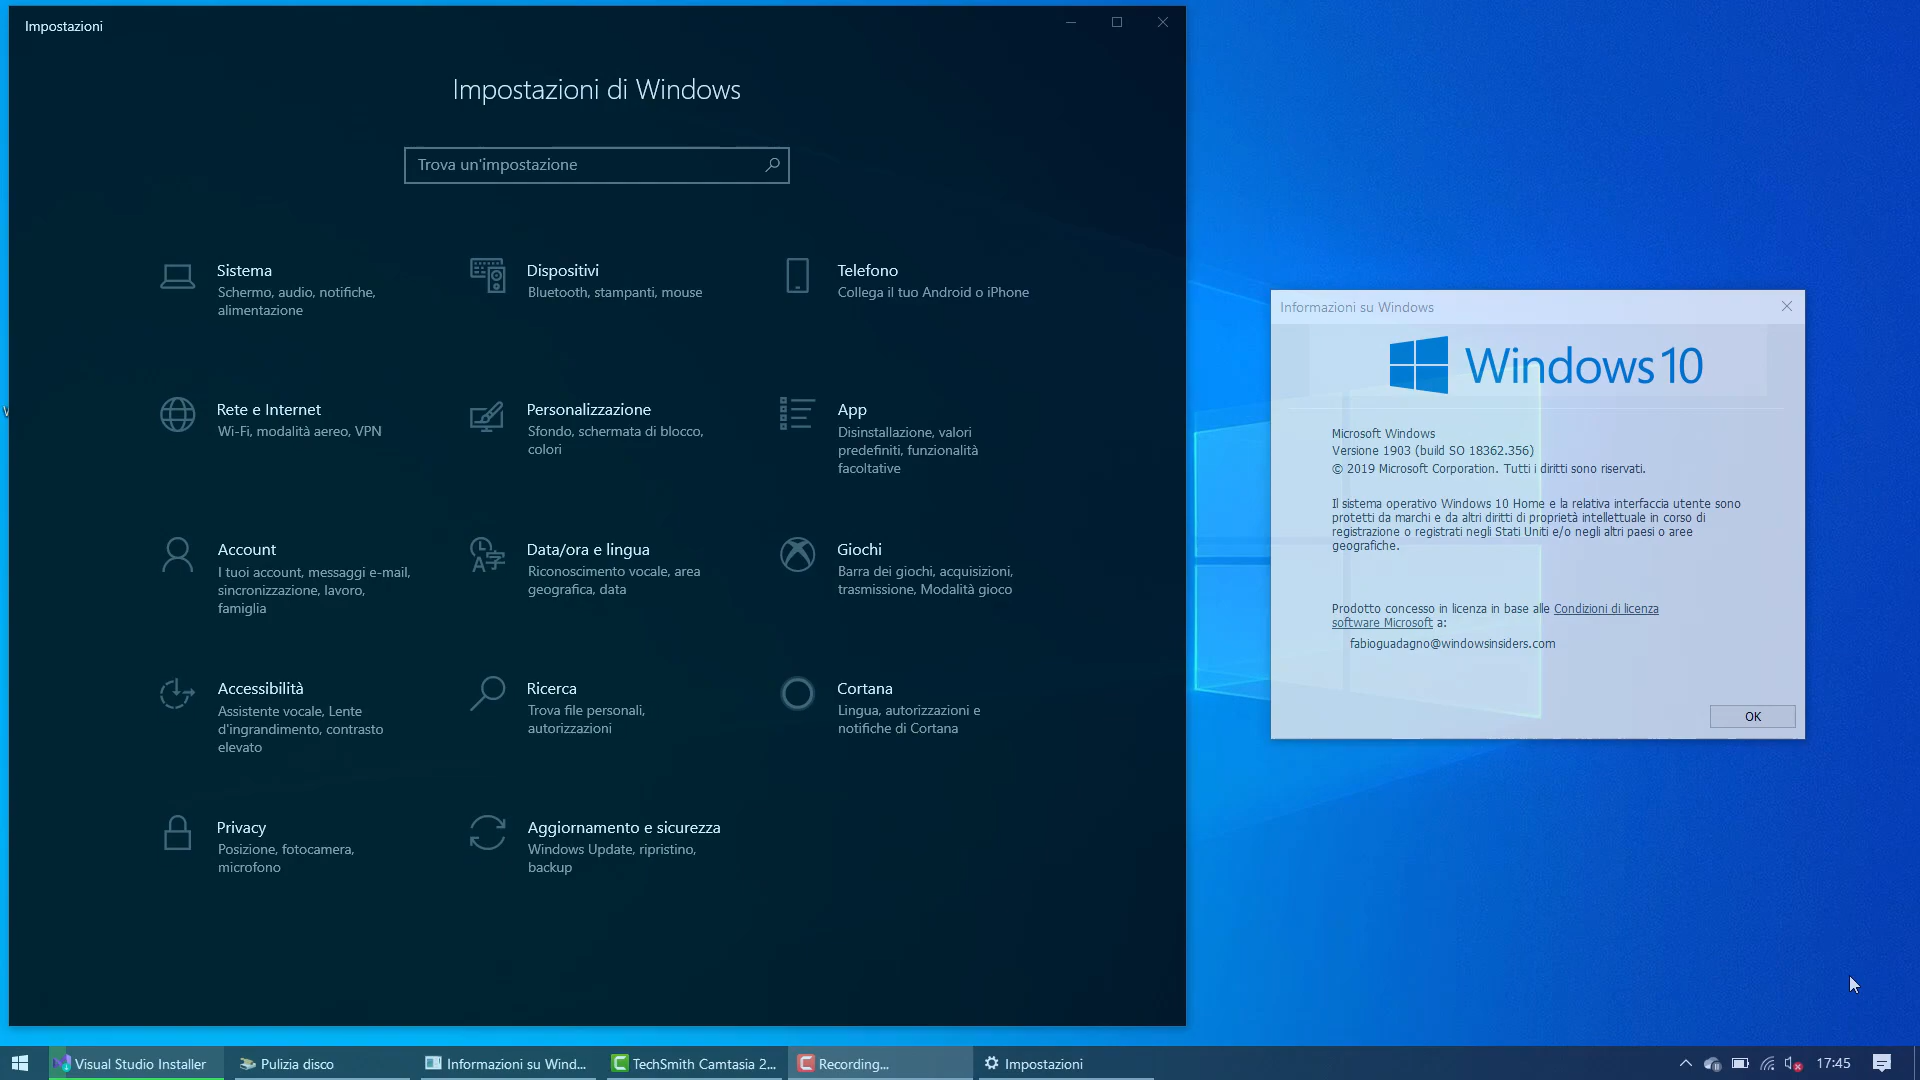 Impostazioni
Impostazioni di Windows
Trova un'impostazione
Sistema
Schermo, audio, notifiche,
alimentazione
Dispositivi
Bluetooth, stampanti, mouse
Telefono
Collega il tuo Android o iPhone
Rete e Internet
Wi-Fi, modalità aereo, VPN
Personalizzazione
Sfondo, schermata di blocco,
colori
App
Disinstallazione, valori
predefiniti, funzionalità
facoltative
Account
I tuoi account, messaggi e-mail,
sincronizzazione, lavoro,
famiglia
Data/ora e lingua
Riconoscimento vocale, area
geografica, data
Giochi
Barra dei giochi, acquisizioni,
trasmissione, Modalità gioco
Accessibilità
Assistente vocale, Lente
d'ingrandimento, contrasto
elevato
Ricerca
Trova file personali,
autorizzazioni
Cortana
Lingua, autorizzazioni e
notifiche di Cortana
Privacy
Posizione, fotocamera,
microfono
Aggiornamento e sicurezza
Windows Update, ripristino,
backup
Informazioni su Windows
Windows 10
Microsoft Windows
Versione 1903 (build SO 18362.356)
© 2019 Microsoft Corporation. Tutti i diritti sono riservati.
Il sistema operativo Windows 10 Home e la relativa interfaccia utente sono
protetti da marchi e da altri diritti di proprietà intellettuale in corso di
registrazione o registrati negli Stati Uniti e/o negli altri paesi o aree
geografiche.
Prodotto concesso in licenza in base alle Condizioni di licenza
software Microsoft a:
fabioguadagno@windowsinsiders.com
OK
Visual Studio Installer
Pulizia disco
Informazioni su Wind...
TechSmith Camtasia 2...
Recording...
Impostazioni
17:45